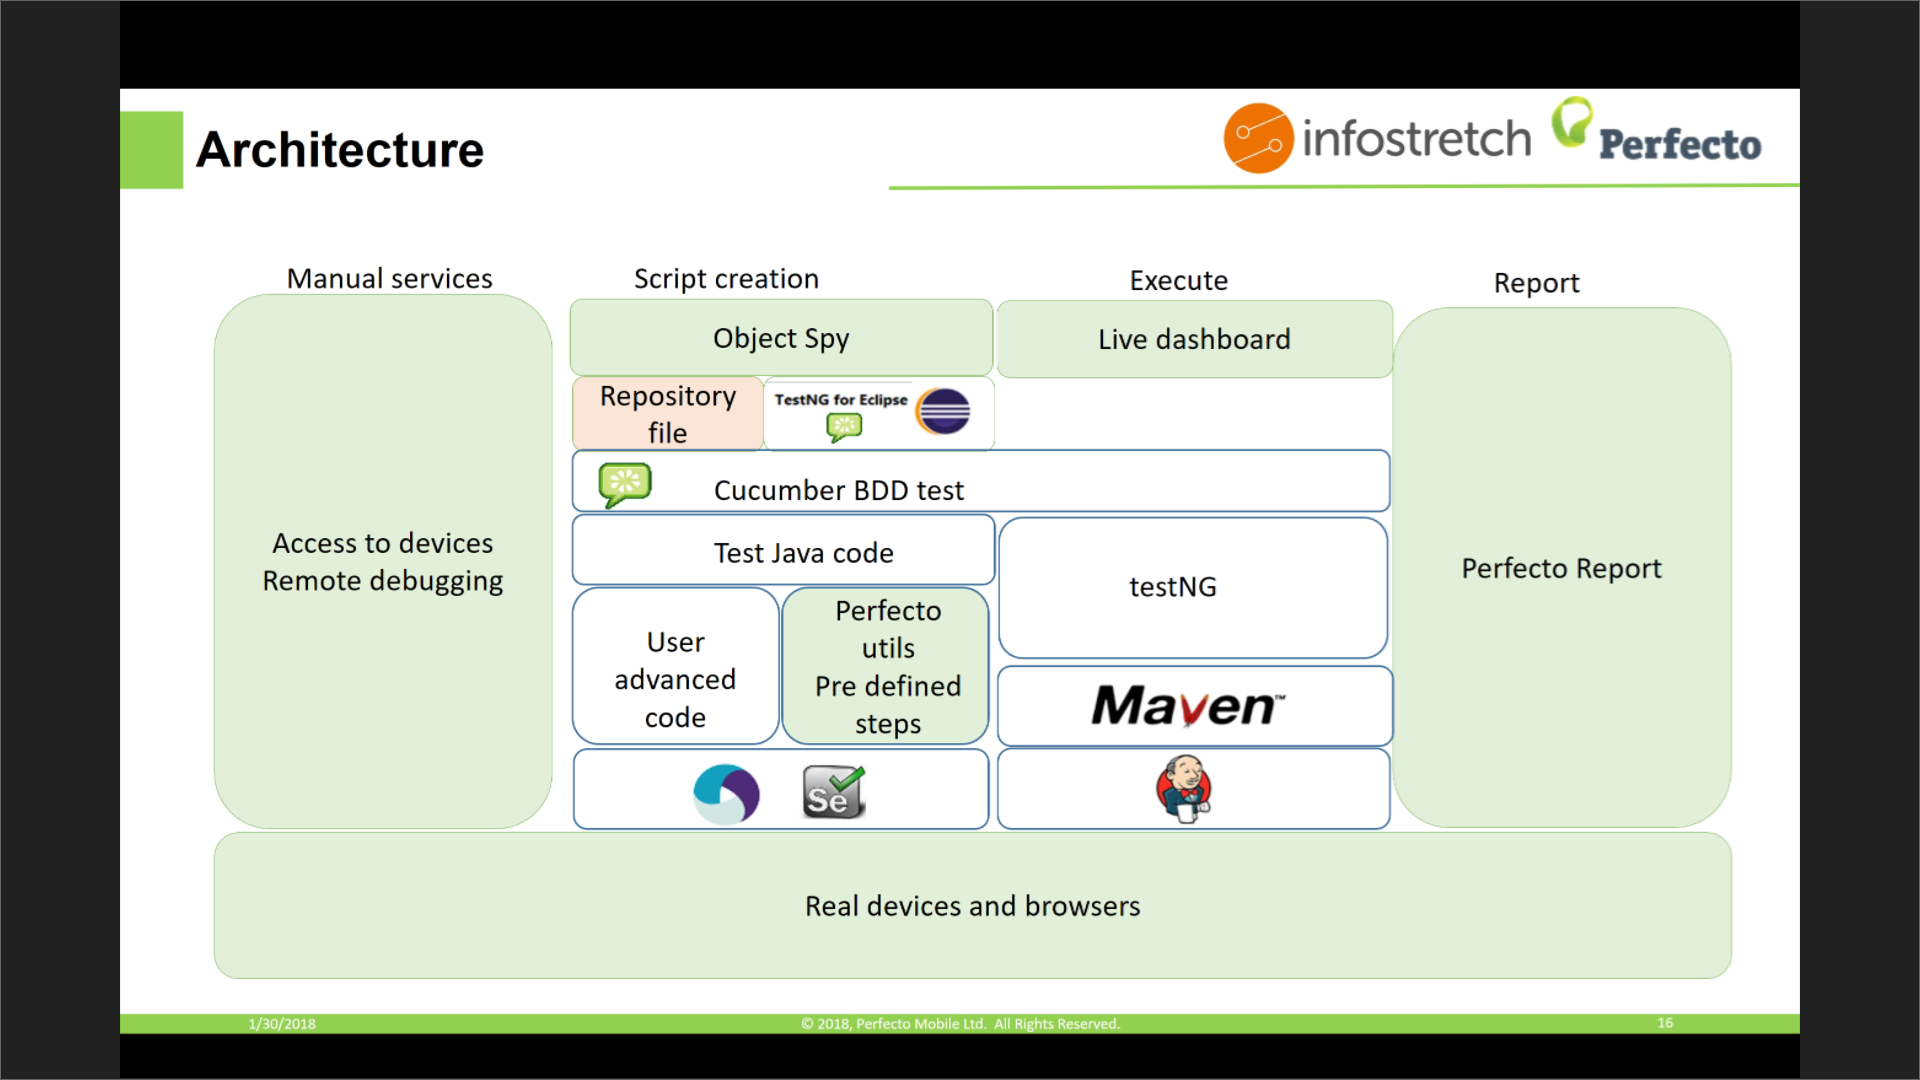 Architecture
infostretch
Perfecto
Manual services
Script creation
Execute
Report
Object Spy
Live dashboard
Repository
file
TestNG for Eclipse
Cucumber BDD test
Access to devices
Remote debugging
Test Java code
testNG
Perfecto Report
User
advanced
code
Perfecto
utils
Pre defined
steps
Maven™
Se
Real devices and browsers
1/30/2018
© 2018, Perfecto Mobile Ltd. All Rights Reserved.
16